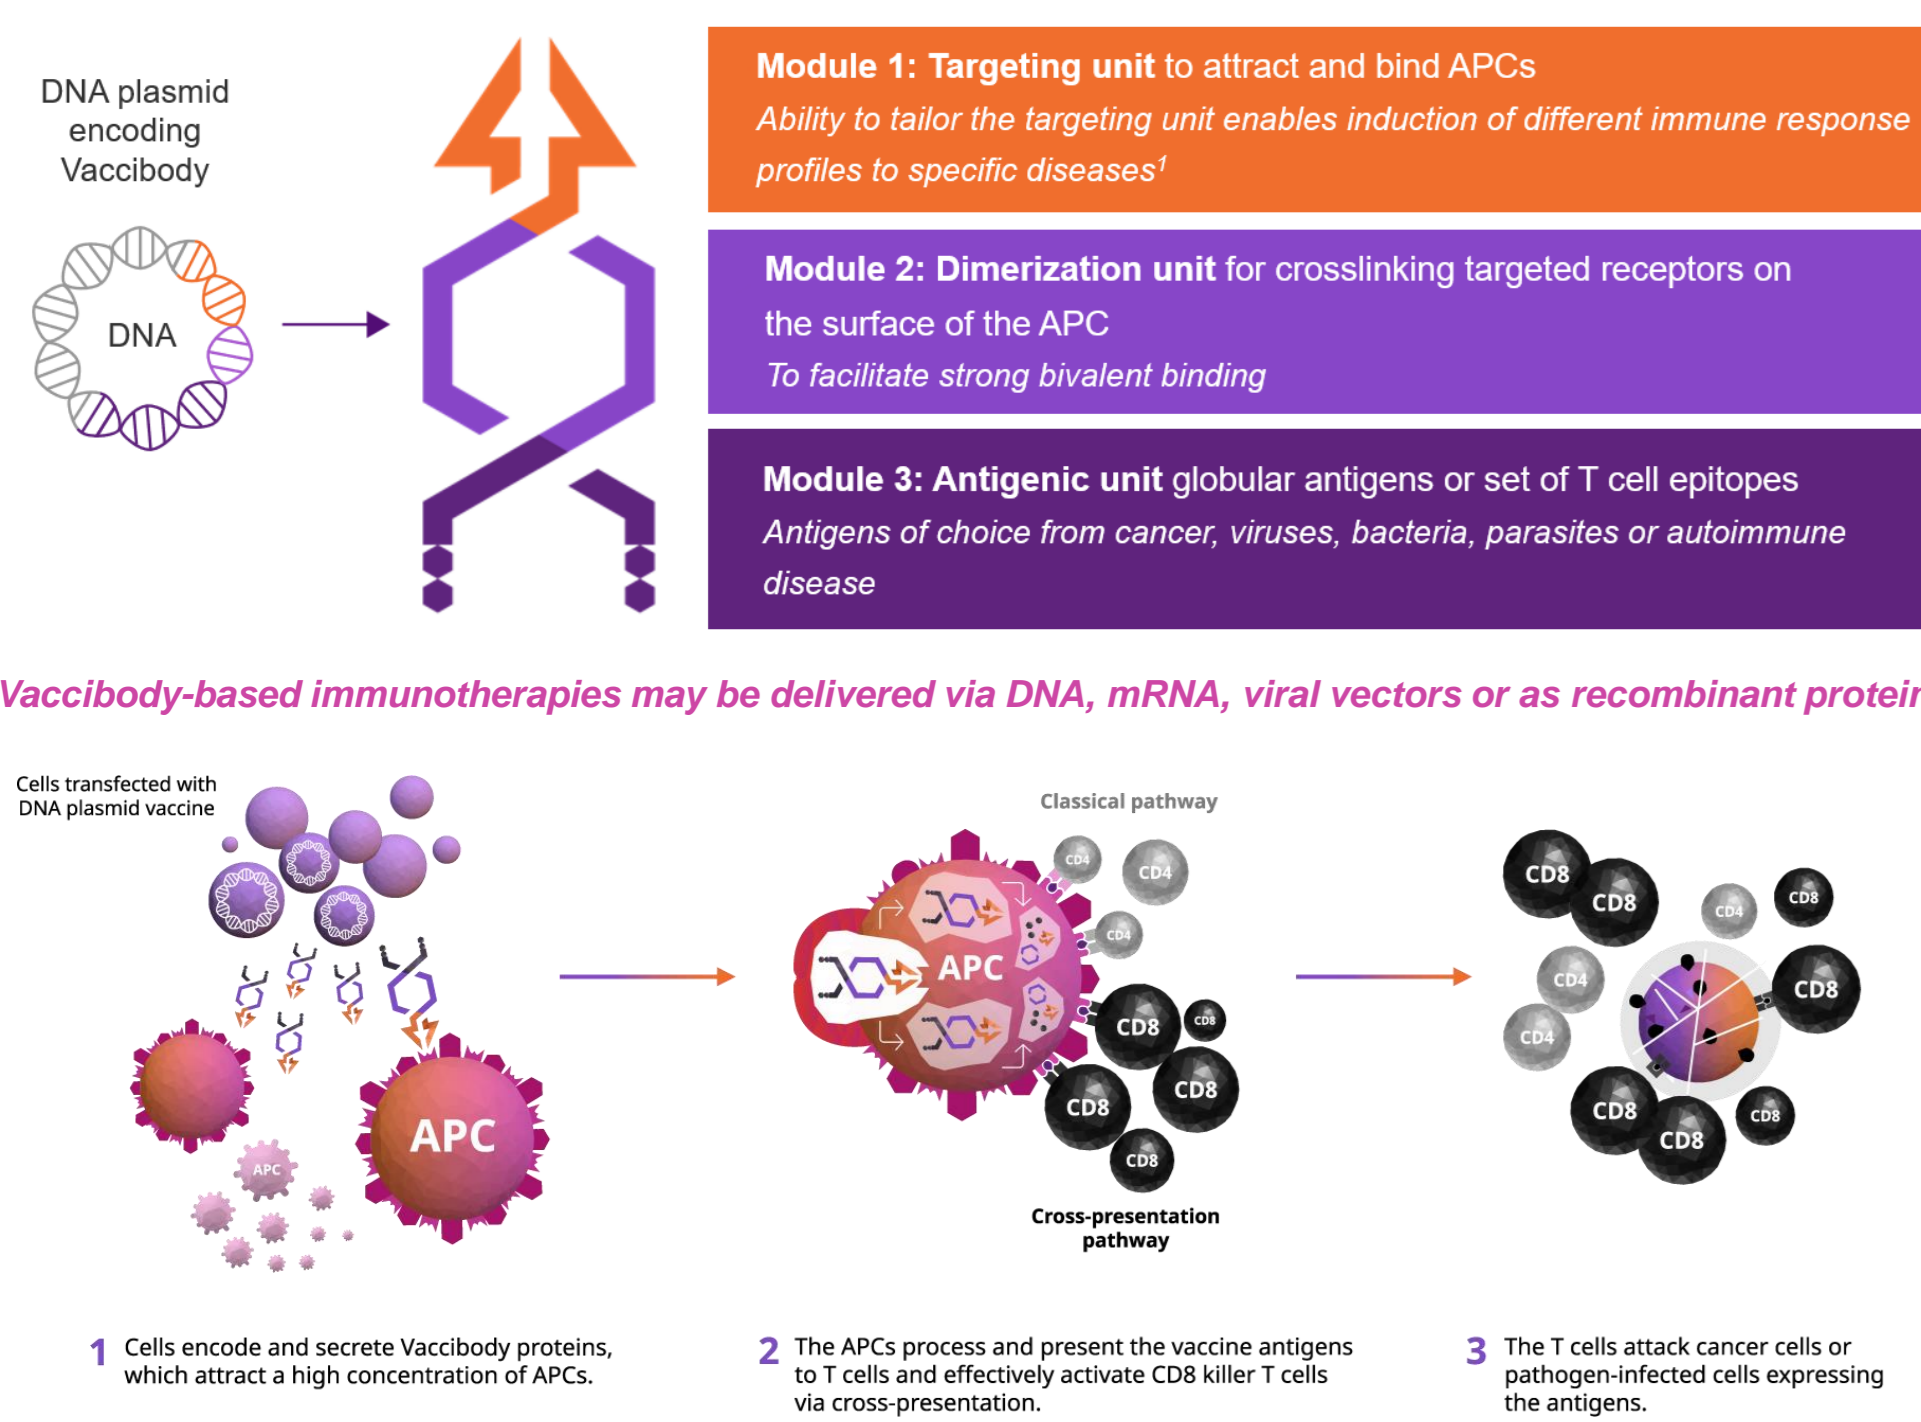 DNA plasmid
encoding
Vaccibody
DNA
Module 1: Targeting unit to attract and bind APCs
Ability to tailor the targeting unit enables induction of different immune response
profiles to specific diseases1
Module 2: Dimerization unit for crosslinking targeted receptors on
the surface of the APC
To facilitate strong bivalent binding
Module 3: Antigenic unit globular antigens or set of T cell epitopes
Antigens of choice from cancer, viruses, bacteria, parasites or autoimmune
disease
Vaccibody-based immunotherapies may be delivered via DNA, mRNA, viral vectors or as recombinant protein
Cells transfected with
DNA plasmid vaccine
APC
APC
Classical pathway
CD4
CD4
CD4
APC
CD8
CD8
CD8
CD8
CD8
Cross-presentation
pathway
CD8
CD8
CD4
CD8
CD4
CD8
CD4
CD8
CD8
CD8
1 Cells encode and secrete Vaccibody proteins,
which attract a high concentration of APCs.
2 The APCs process and present the vaccine antigens
to T cells and effectively activate CD8 killer T cells
via cross-presentation.
3 The T cells attack cancer cells or
pathogen-infected cells expressing
the antigens.